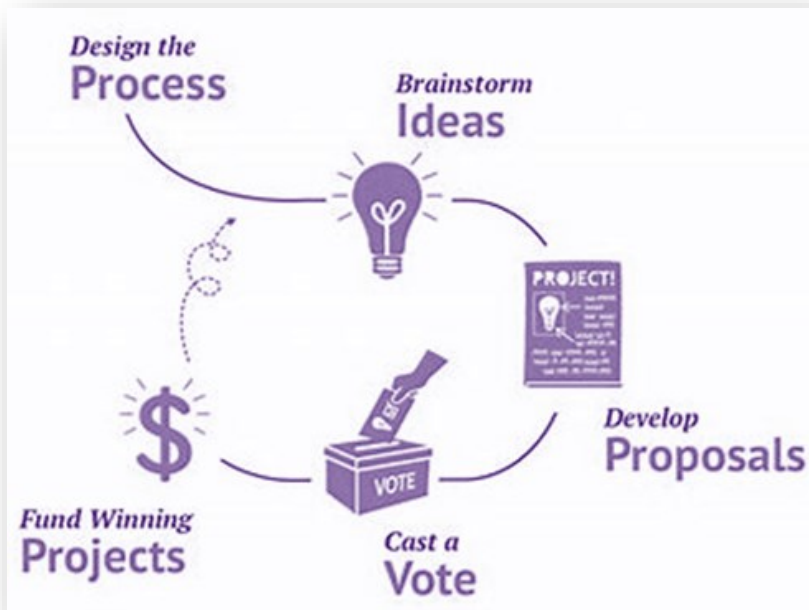 Design the
Process
Brainstorm
Ideas
PROJECT!
Develop
Proposals
VOTE
Cast a
Vote
Fund Winning
Projects